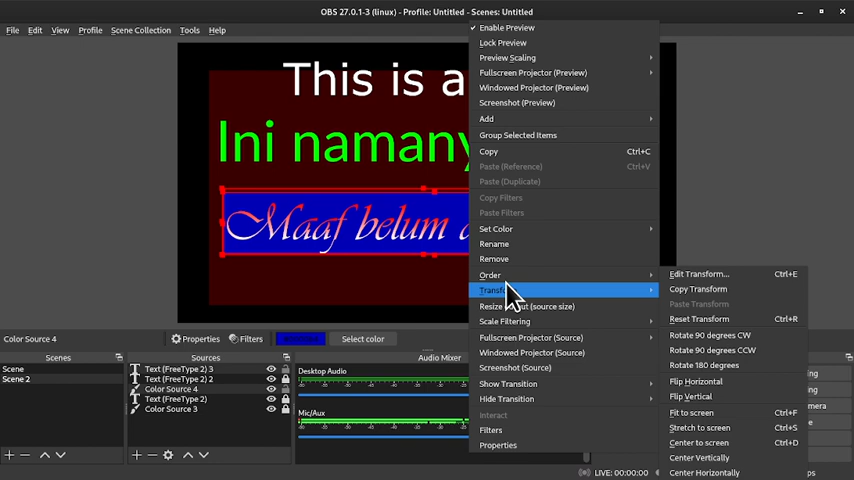 OBS 27.0.1-3 (linux) - Profile: Untitled - Scenes: Untitled
File Edit View Profile Scene Collection Tools Help
This is a
Ini namany
Maaf belum
Enable Preview
Lock Preview
Preview Scaling
Fullscreen Projector (Preview)
Windowed Projector (Preview)
Screenshot (Preview)
Add
Group Selected Items
Copy Ctrl+C
Paste (Reference) Ctrl+V
Paste (Duplicate)
Copy Filters
Paste Filters
Set Color
Rename
Remove
Order
Transf
Resize (source size)
Scale Filtering
Fullscreen Projector (Source)
Windowed Projector (Source)
Screenshot (Source)
Show Transition
Hide Transition
Interact
Filters
Properties
Edit Transform... Ctrl+E
Copy Transform
Paste Transform
Reset Transform Ctrl+R
Rotate 90 degrees CW
Rotate 90 degrees CCW
Rotate 180 degrees
Flip Horizontal
Flip Vertical
Fit to screen Ctrl+F
Stretch to screen Ctrl+S
Center to screen Ctrl+D
Center Vertically
Center Horizontally
Color Source 4 Properties Filters Select color
Scenes
Scene
Scene 2
Sources
Text (FreeType 2) 3
Text (FreeType 2) 2
Color Source 4
Text (FreeType 2)
Color Source 3
Audio Mixer
Desktop Audio
Mic/Aux
LIVE: 00:00:00